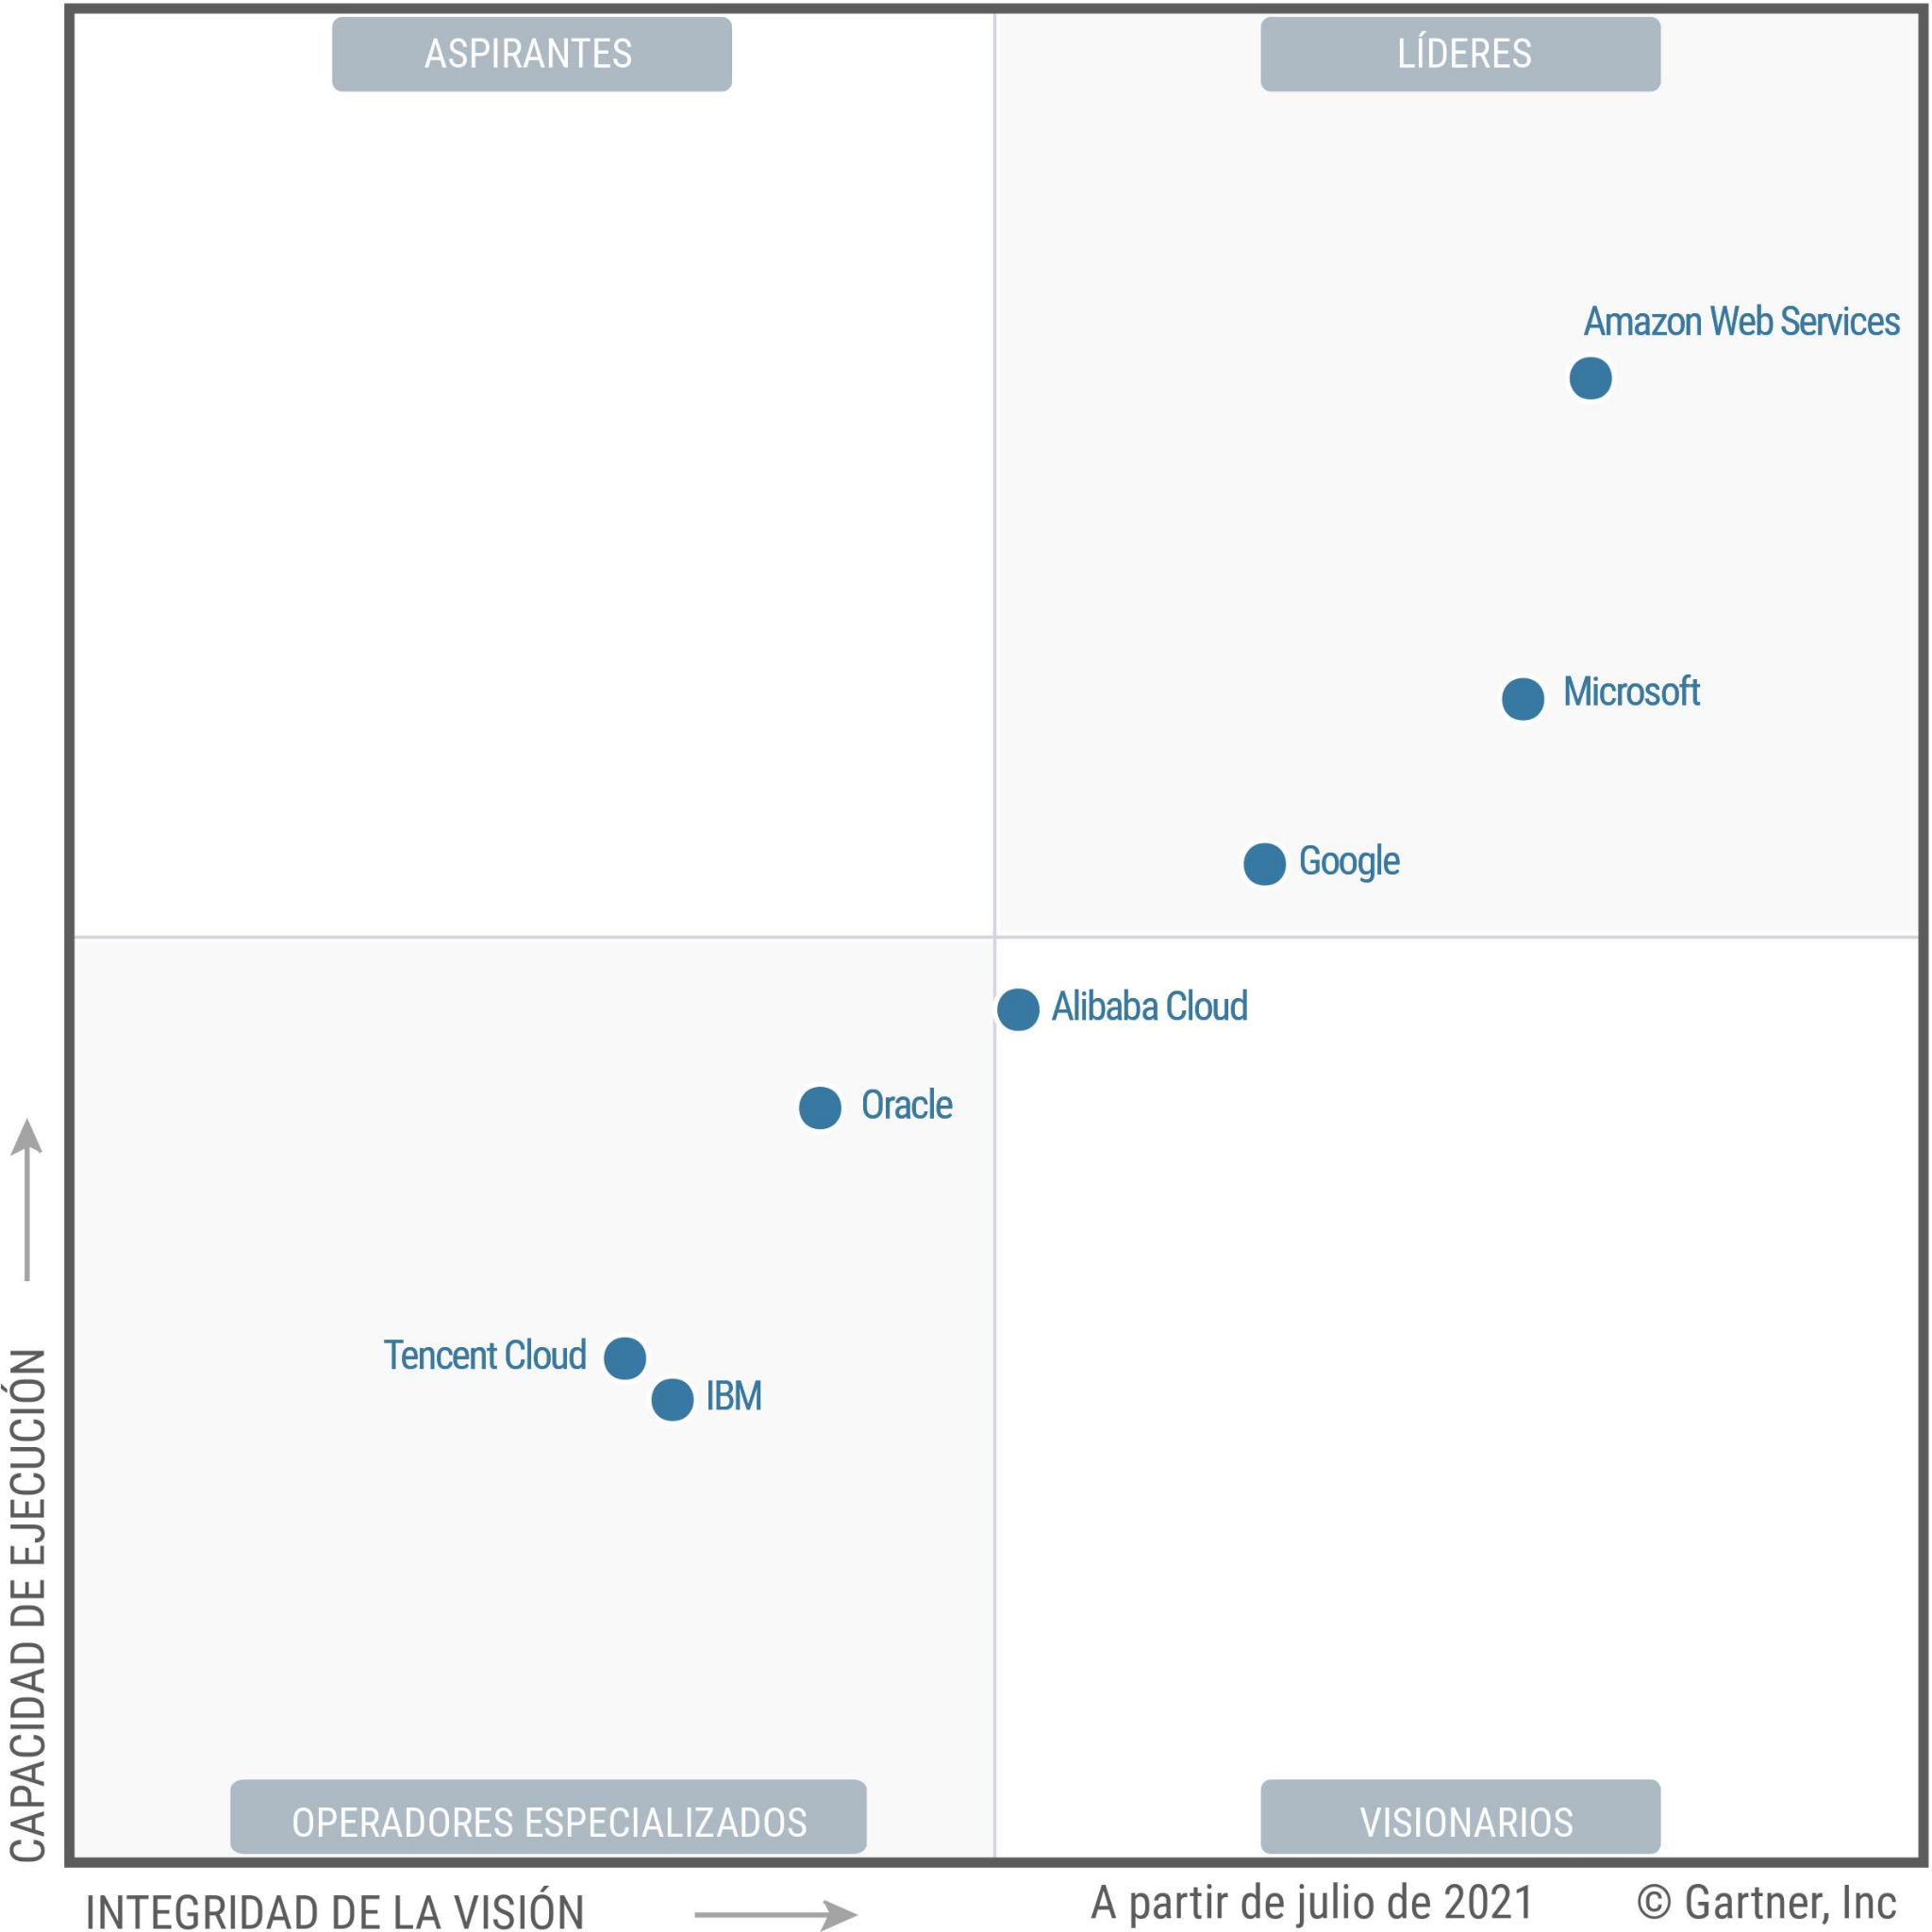 ASPIRANTES
LÍDERES
Amazon Web Services
Microsoft
Google
Alibaba Cloud
Oracle
Tencent Cloud
IBM
CAPACIDAD DE EJECUCIÓN
OPERADORES ESPECIALIZADOS
VISIONARIOS
INTEGRIDAD DE LA VISIÓN
A partir de julio de 2021
© Gartner, Inc